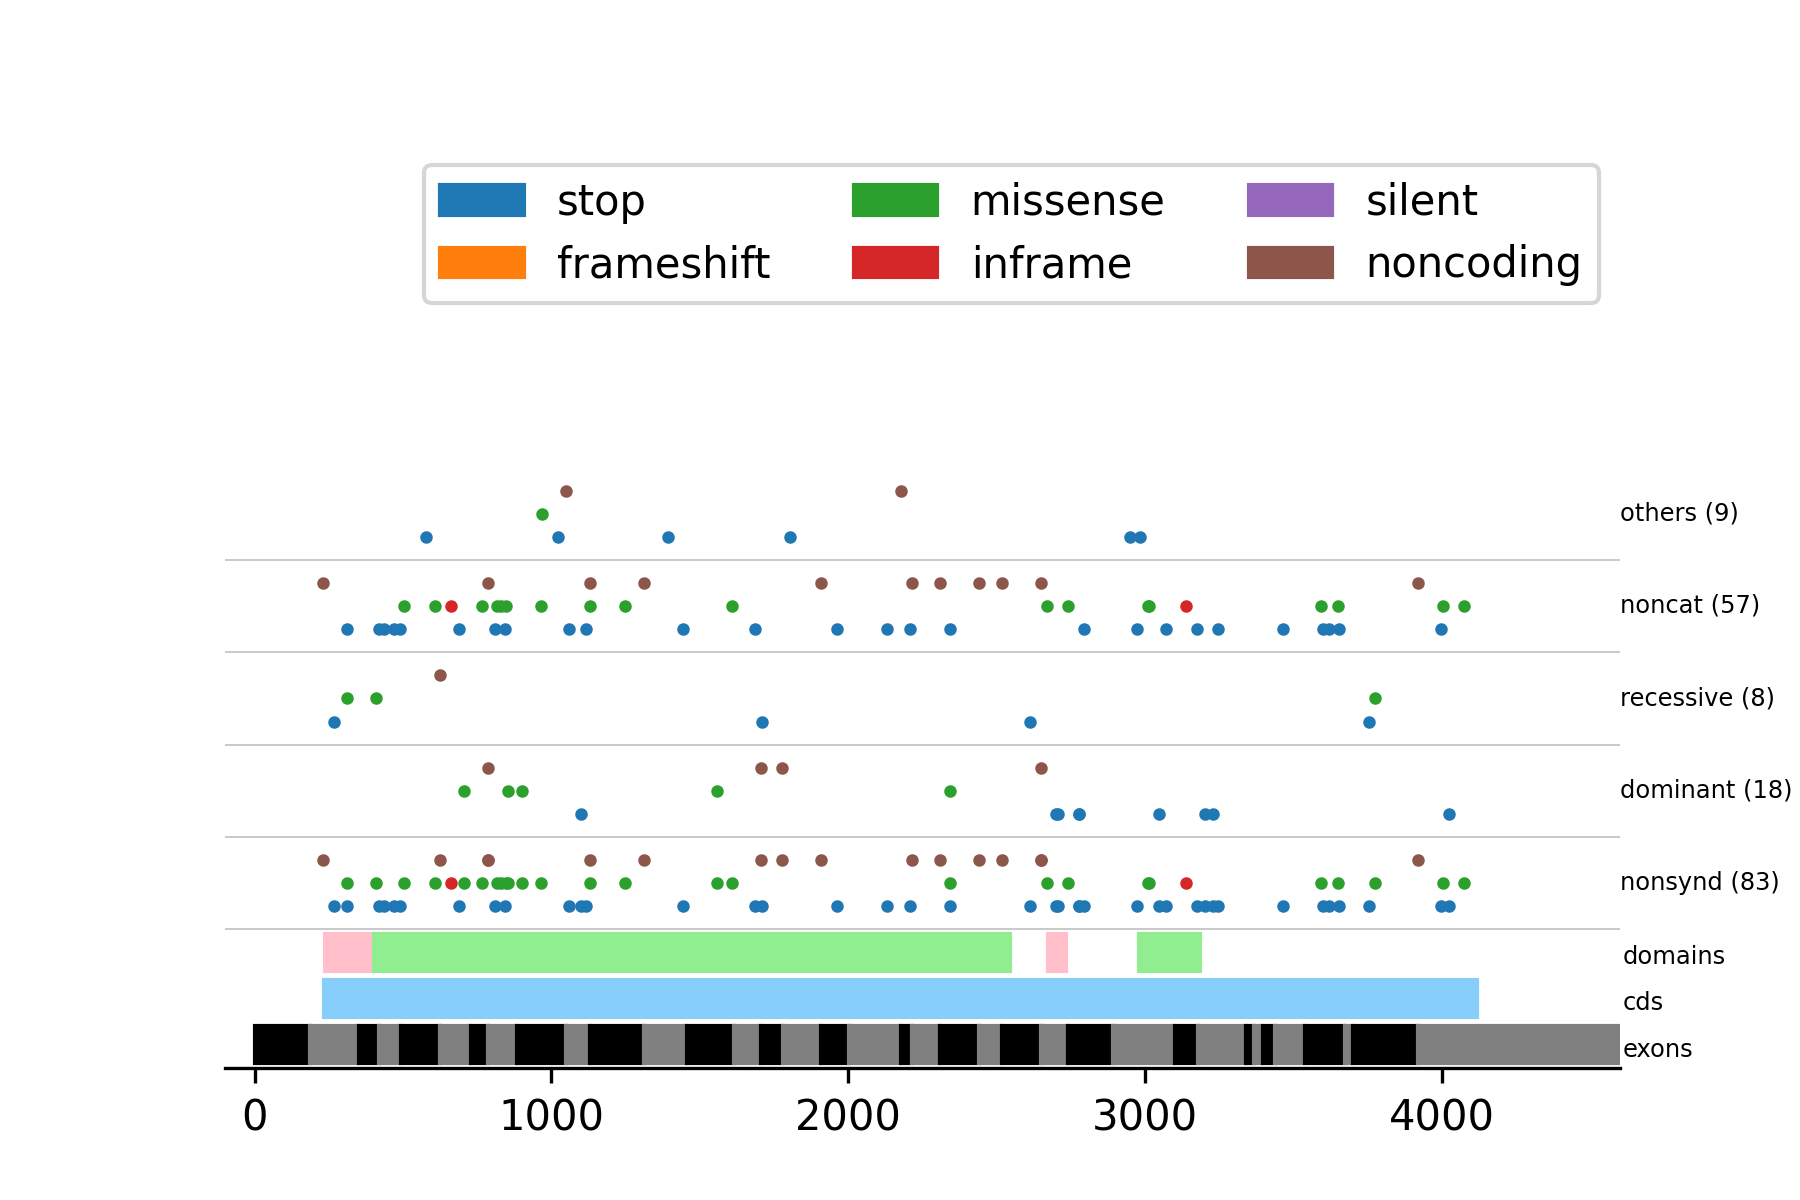 stop missense silent
frameshift inframe noncoding
others (9)
noncat (57)
recessive (8)
dominant (18)
nonsynd (83)
domains
cds
exons
0 1000 2000 3000 4000